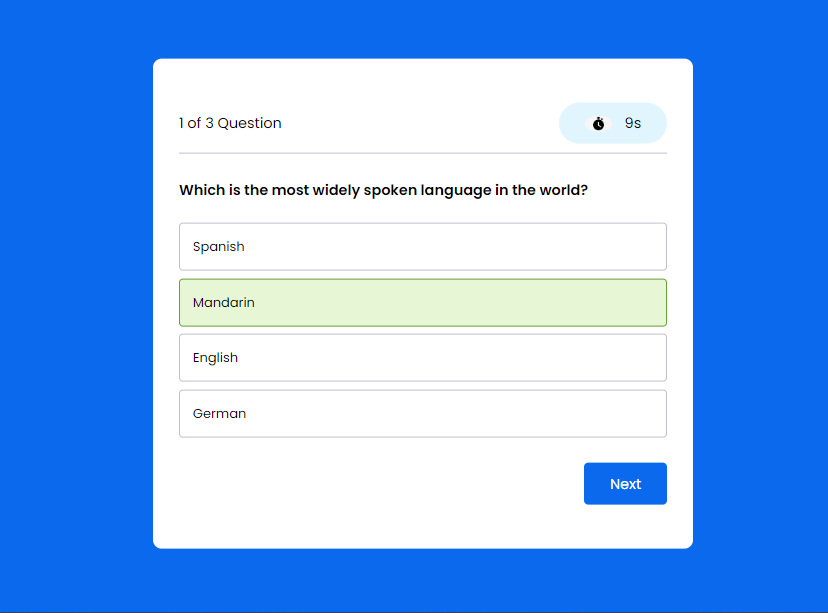 1 of 3 Question
9s
Which is the most widely spoken language in the world?
Spanish
Mandarin
English
German
Next